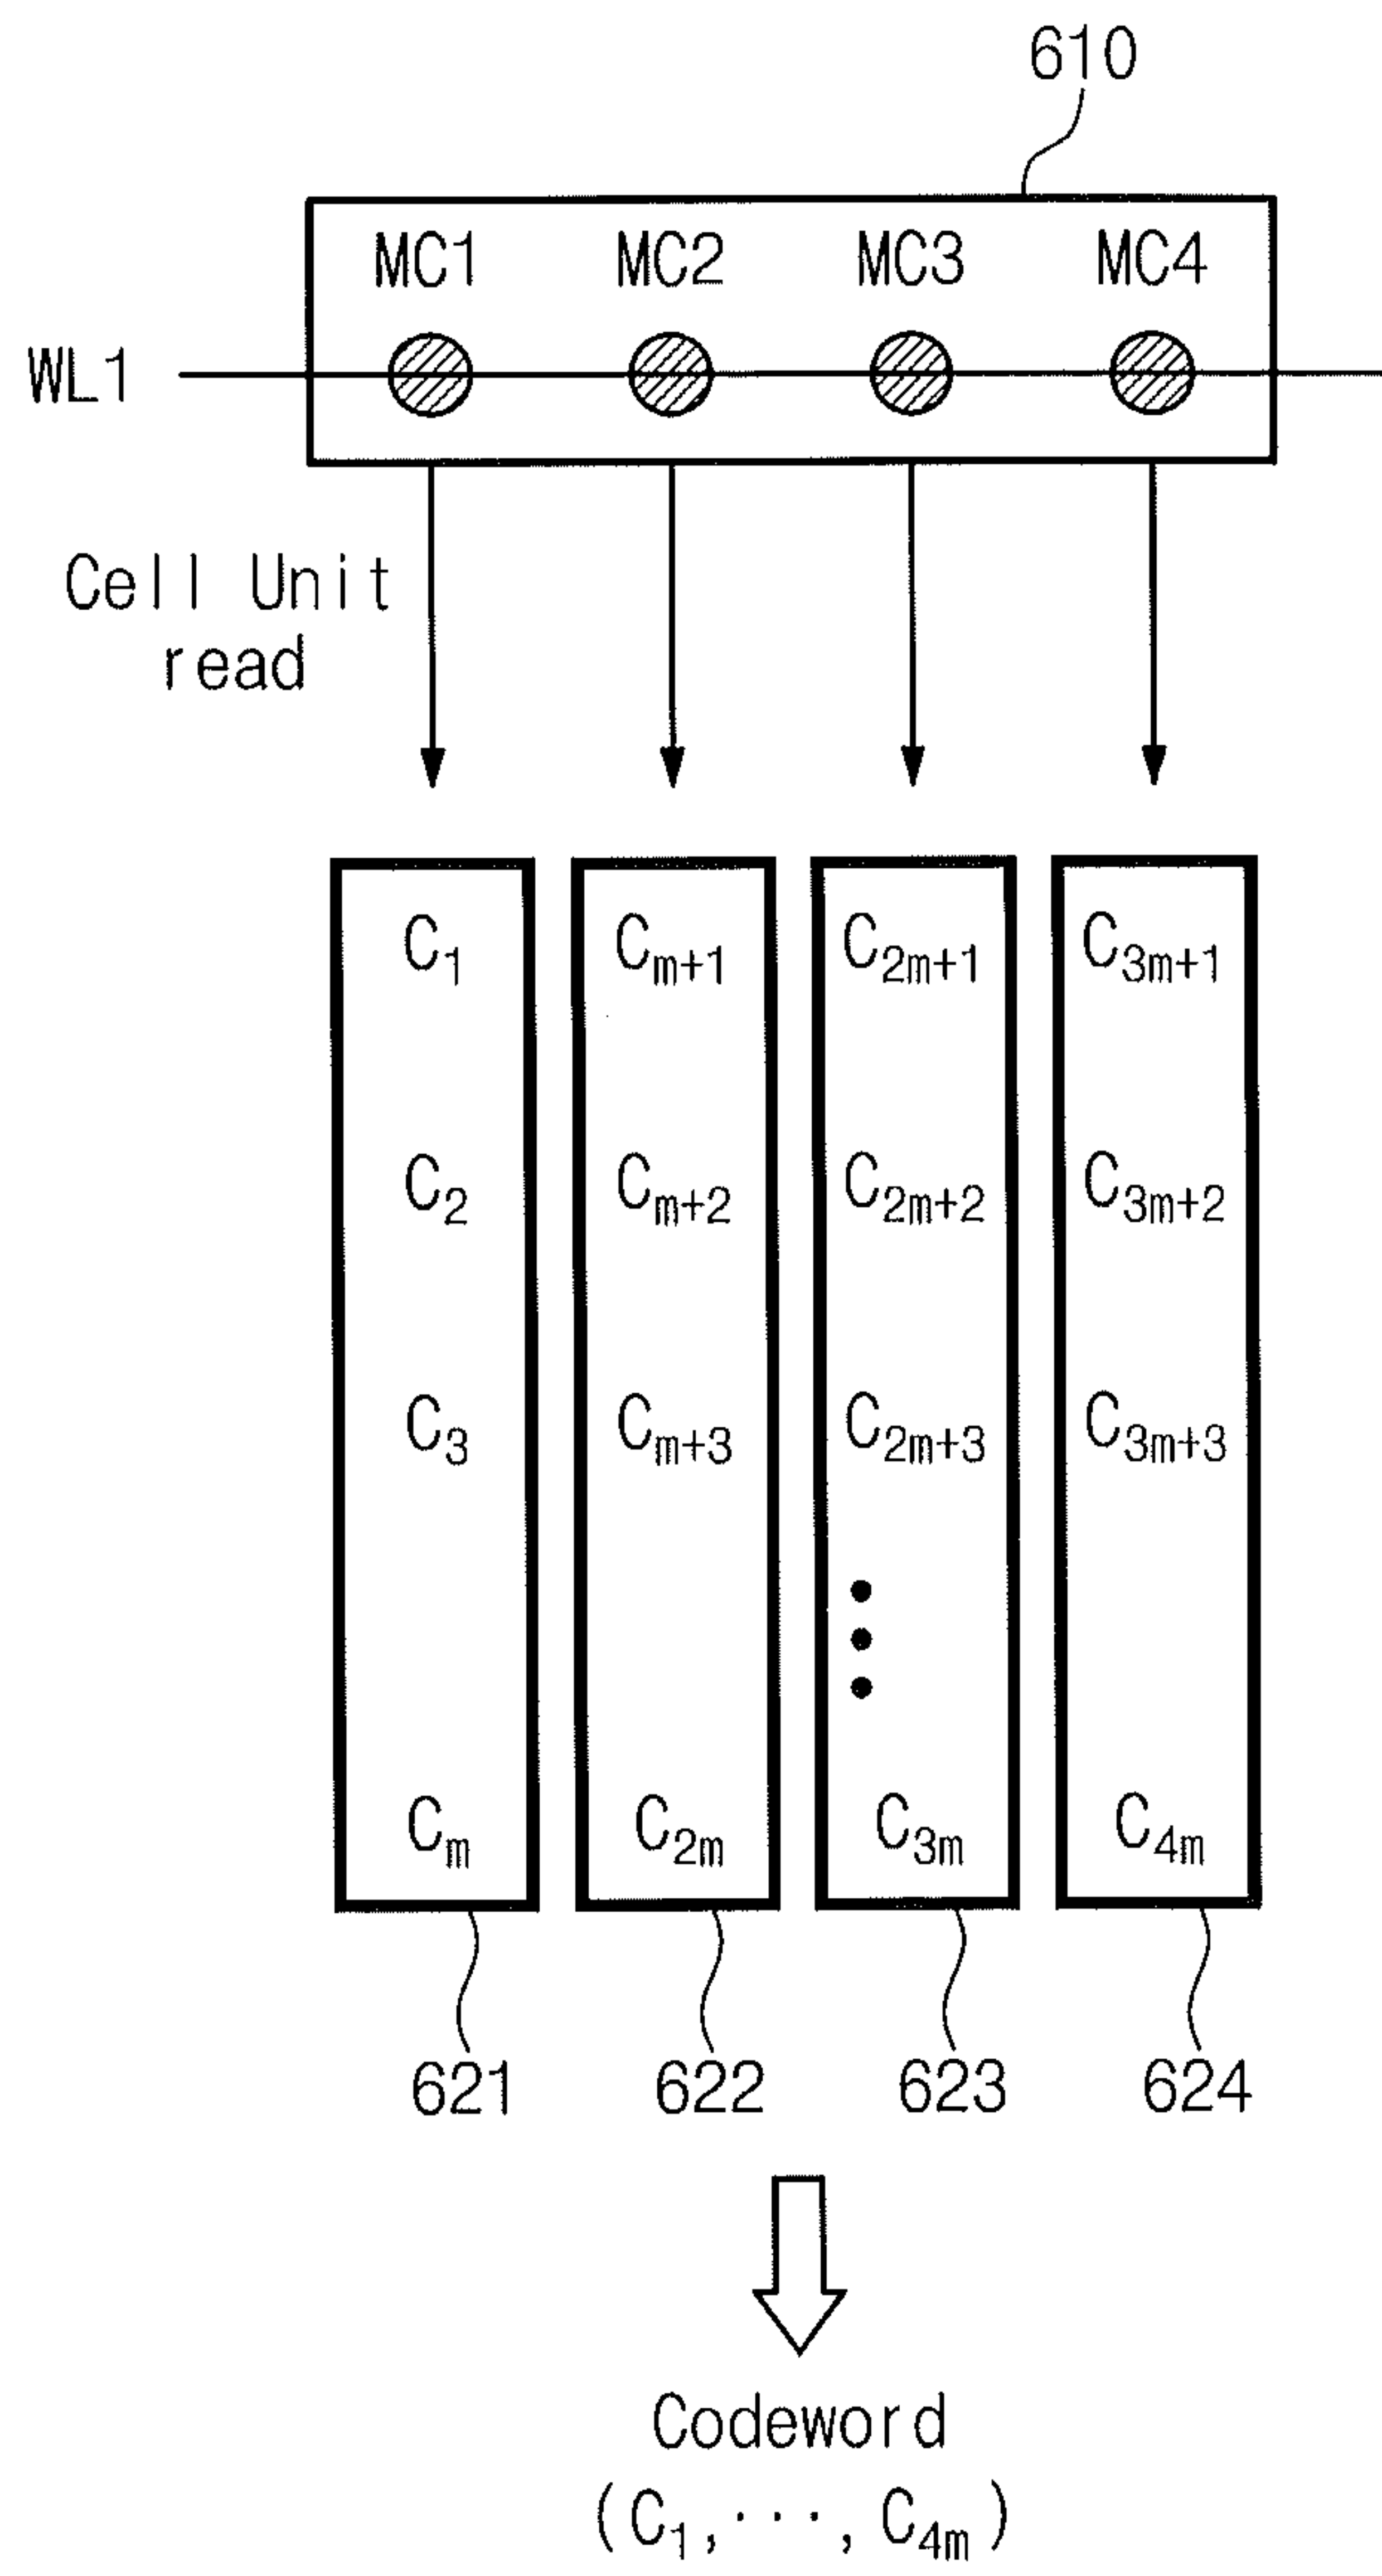 610
MC1 MC2 MC3 MC4
WL1
Cell Unit
read
C₁ Cₘ₊₁ C₂ₘ₊₁ C₃ₘ₊₁
C₂ Cₘ₊₂ C₂ₘ₊₂ C₃ₘ₊₂
C₃ Cₘ₊₃ C₂ₘ₊₃ C₃ₘ₊₃
Cₘ C₂ₘ C₃ₘ C₄ₘ
621 622 623 624
Codeword
(C₁,···,C₄ₘ)